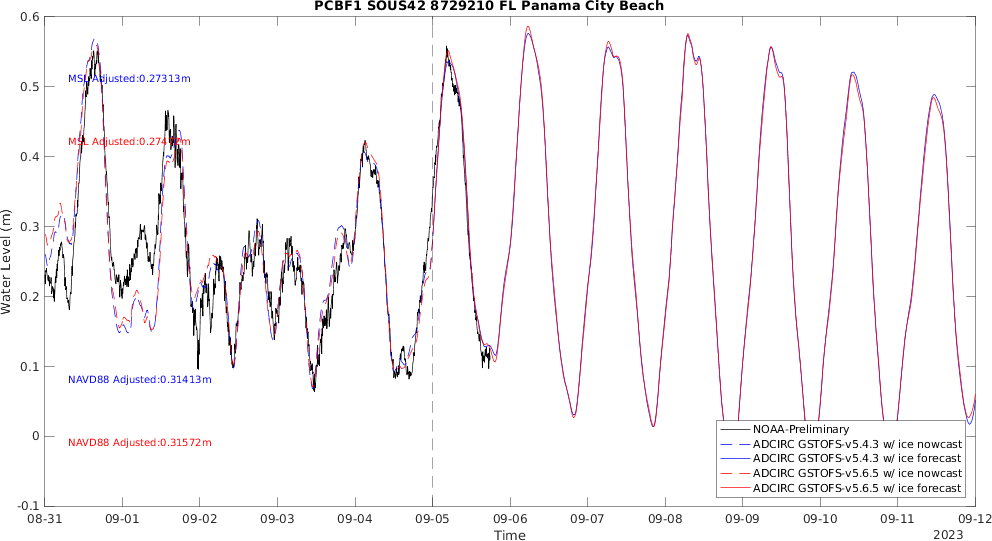 PCBF1 SOUS42 8729210 FL Panama City Beach
Water Level (m)
0.6
0.5
0.4
0.3
0.2
0.1
0
-0.1
MSL Adjusted:0.27313m
MSL
NAVD88 Adjusted:0.31413m
NAVD88 Adjusted:0.31572m
NOAA-Preliminary
ADCIRC GSTOFS-v5.4.3 w/ ice nowcast
ADCIRC GSTOFS-v5.4.3 w/ ice forecast
ADCIRC GSTOFS-v5.6.5 w/ ice nowcast
ADCIRC GSTOFS-v5.6.5 w/ ice forecast
08-31 09-01 09-02 09-03 09-04 09-05 09-06 09-07 09-08 09-09 09-10 09-11 09-12
Time
2023